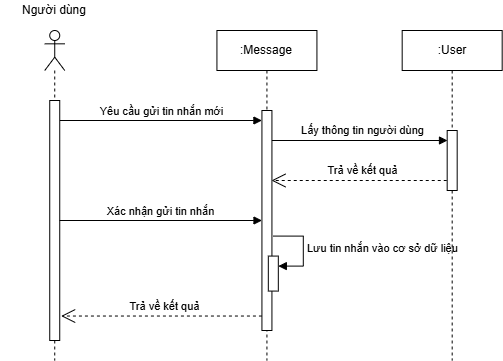 Người dùng
:Message
:User
Yêu cầu gửi tin nhắn mới
Lấy thông tin người dùng
Trả về kết quả
Xác nhận gửi tin nhắn
Lưu tin nhắn vào cơ sở dữ liệu
Trả về kết quả